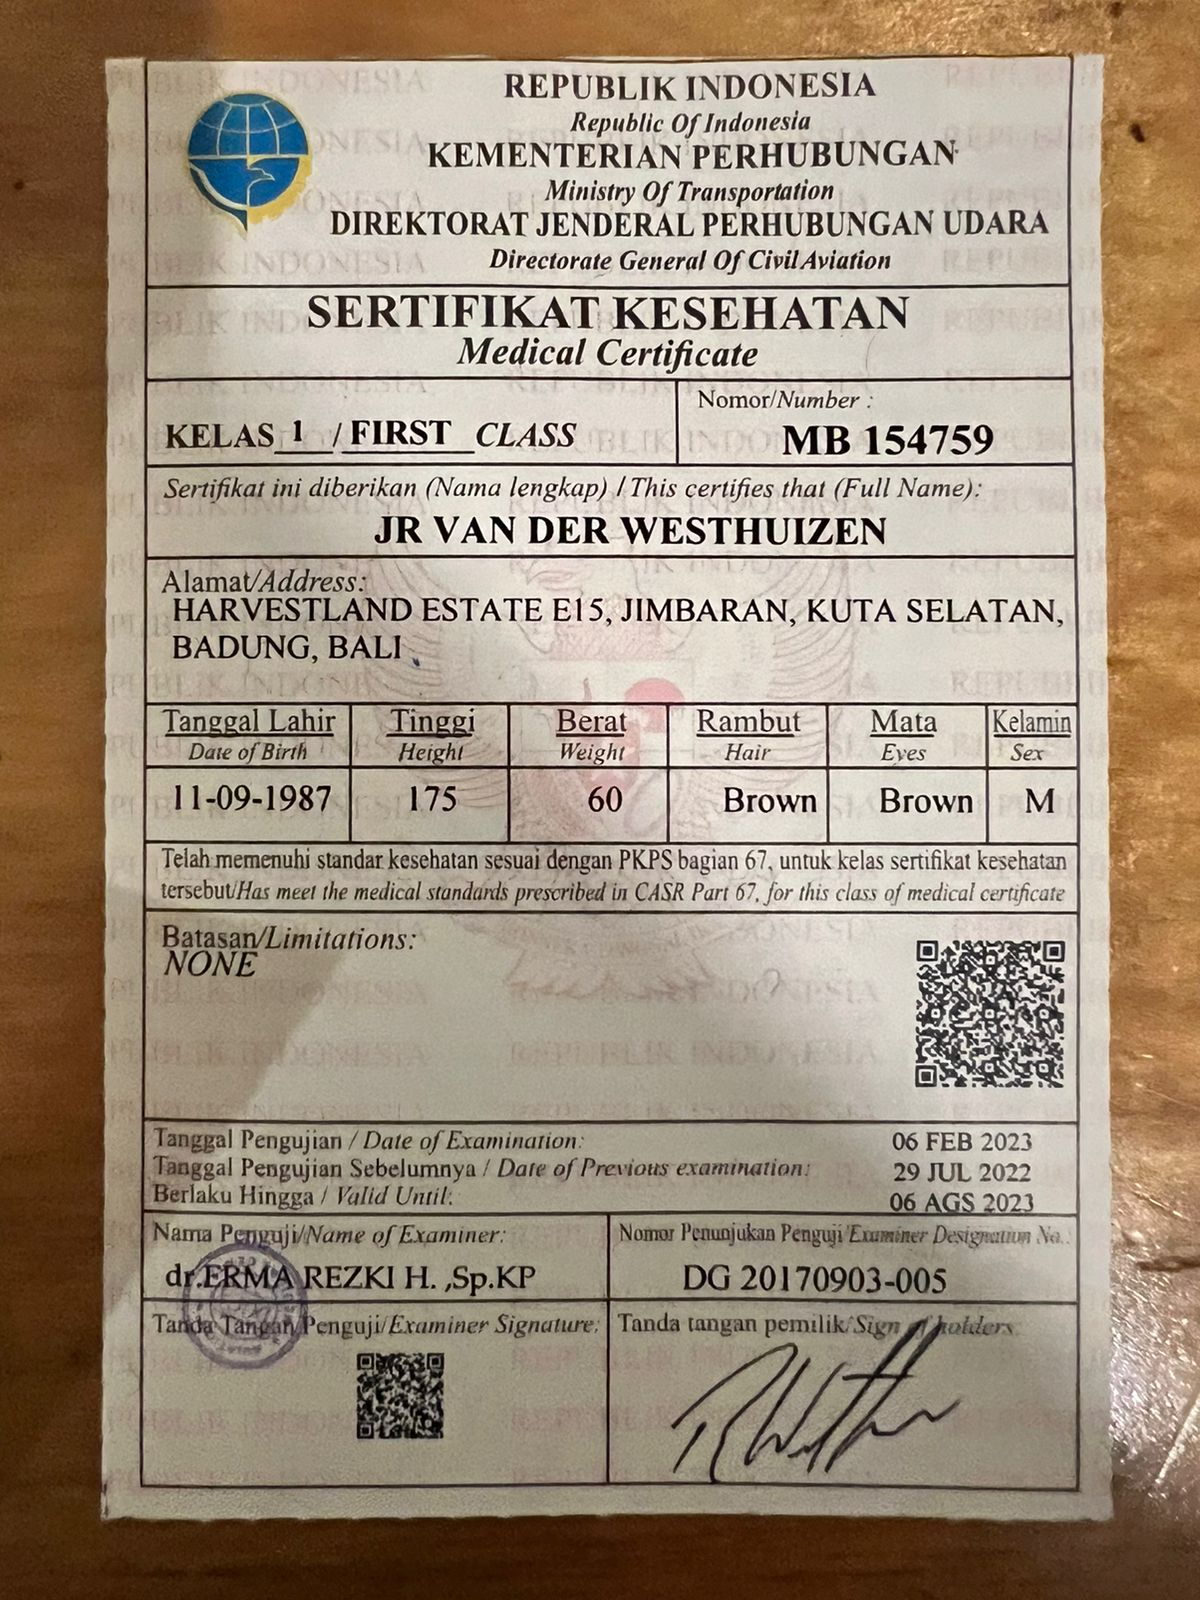 REPUBLIK INDONESIA
Republic Of Indonesia
KEMENTERIAN PERHUBUNGAN
Ministry Of Transportation
DIREKTORAT JENDERAL PERHUBUNGAN UDARA
Directorate General Of Civil Aviation
SERTIFIKAT KESEHATAN
Medical Certificate
KELAS 1 / FIRST CLASS
Nomor/Number :
MB 154759
Sertifikat ini diberikan (Nama lengkap) / This certifies that (Full Name):
JR VAN DER WESTHUIZEN
Alamat/Address:
HARVESTLAND ESTATE E15, JIMBARAN, KUTA SELATAN,
BADUNG, BALI
Tanggal Lahir Tinggi Berat Rambut Mata Kelamin
Date of Birth Height Weight Hair Eyes Sex
11-09-1987 175 60 Brown Brown M
Telah memenuhi standar kesehatan sesuai dengan PKPS bagian 67, untuk kelas sertifikat kesehatan
tersebut/Has meet the medical standards prescribed in CASR Part 67, for this class of medical certificate
Batasan/Limitations:
NONE
Tanggal Pengujian / Date of Examination: 06 FEB 2023
Tanggal Pengujian Sebelumnya / Date of Previous examination: 29 JUL 2022
Berlaku Hingga / Valid Until: 06 AGS 2023
Nama Penguji/Name of Examiner:
dr.ERMA REZKI H. ,Sp.KP
Nomor Penunjukan Penguji/Examiner Designation No.:
DG 20170903-005
Tanda Tangan Penguji/Examiner Signature:
Tanda tangan pemilik/Sign of holders: